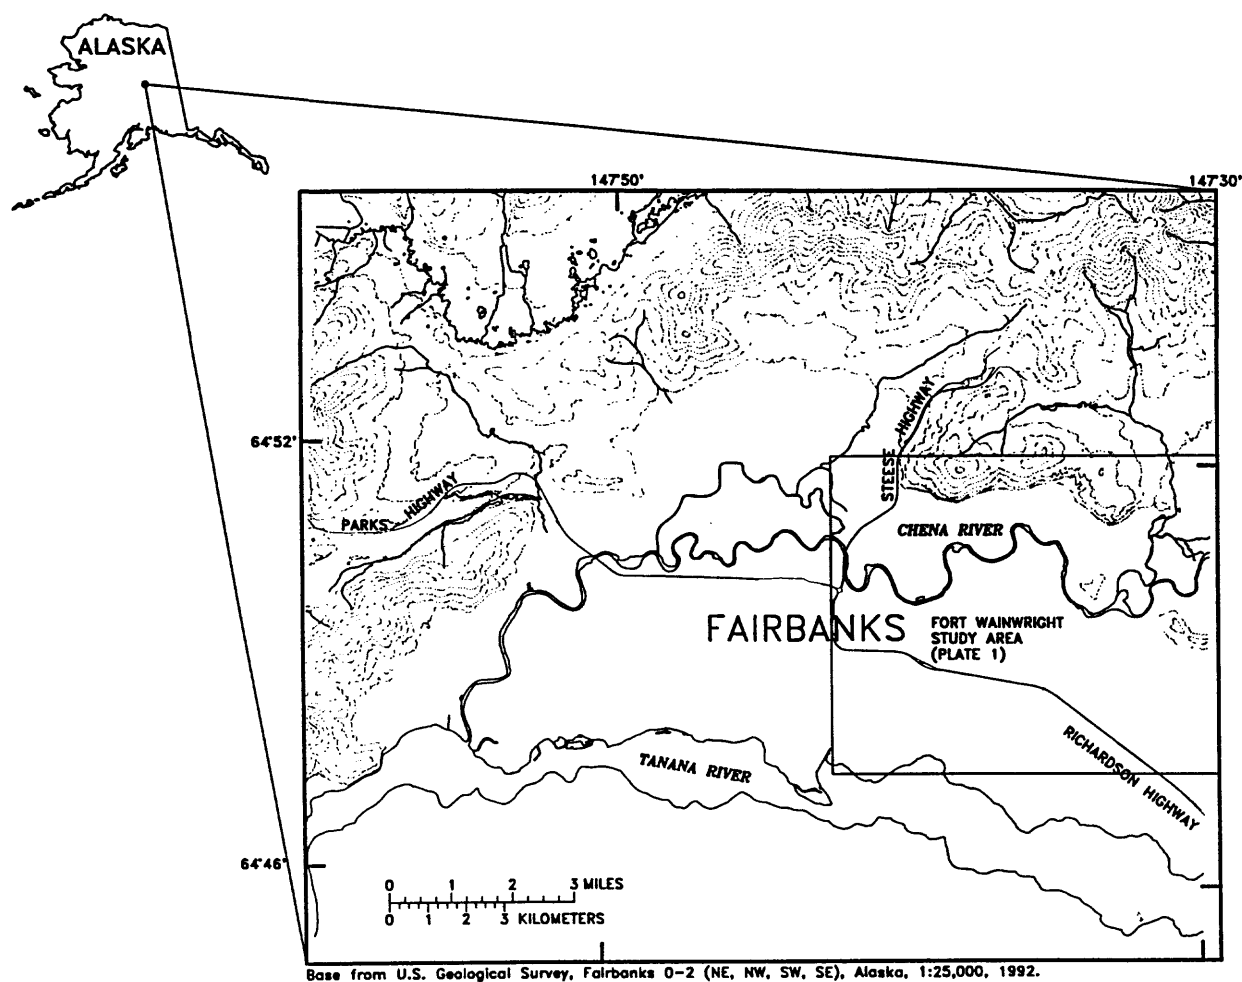 ALASKA
147°50'
147°30'
64°52'
STEESE HIGHWAY
PARKS HIGHWAY
CHENA RIVER
FAIRBANKS
FORT WAINWRIGHT
STUDY AREA
(PLATE 1)
RICHARDSON HIGHWAY
TANANA RIVER
64°46'
0 1 2 3 MILES
0 1 2 3 KILOMETERS
Base from U.S. Geological Survey, Fairbanks D-2 (NE, NW, SW, SE), Alaska, 1:25,000, 1992.